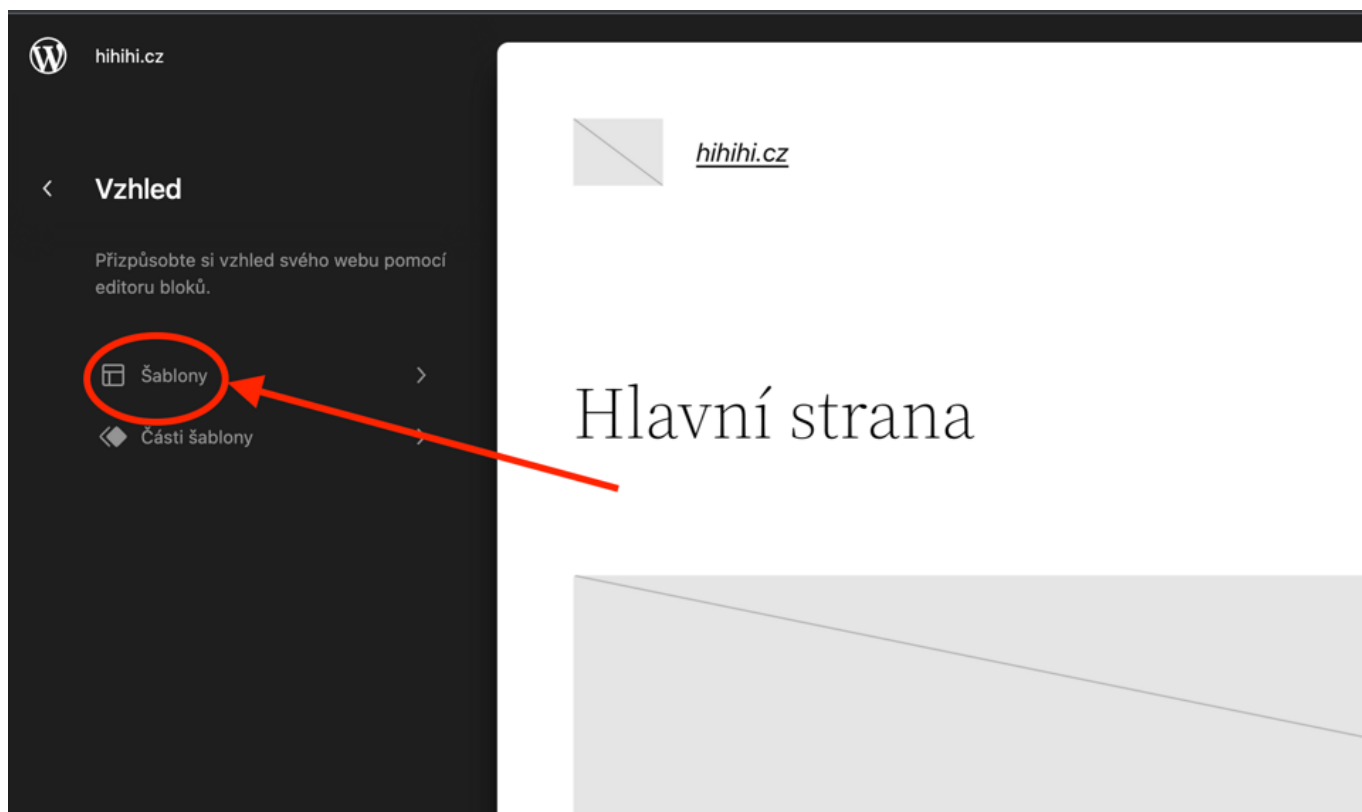 hihihi.cz
Vzhled
Přizpůsobte si vzhled svého webu pomocí
editoru bloků.
Šablony
Části šablony
hihihi.cz
Hlavní strana